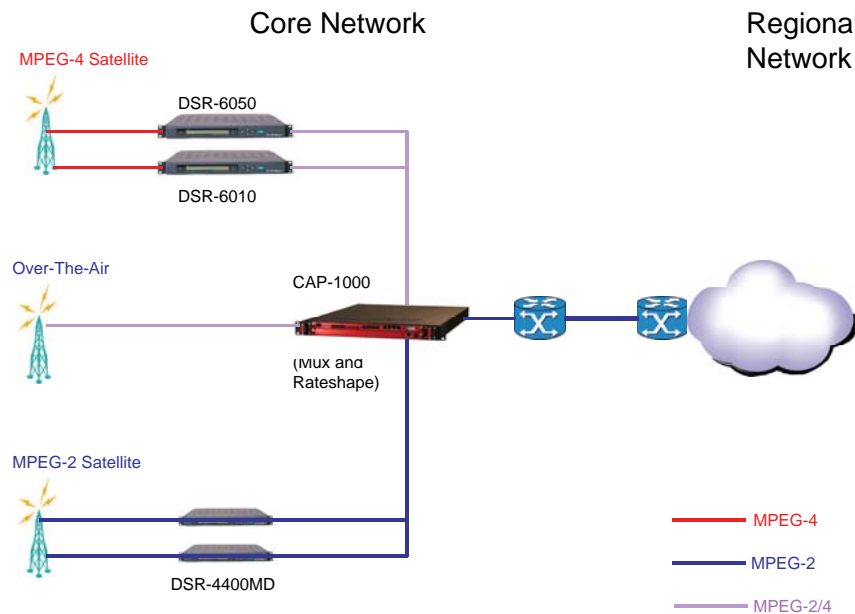 Core Network
Regiona
Network
MPEG-4 Satellite
DSR-6050
DSR-6010
Over-The-Air
CAP-1000
(Mux and
Rateshape)
MPEG-2 Satellite
DSR-4400MD
MPEG-4
MPEG-2
MPEG-2/4